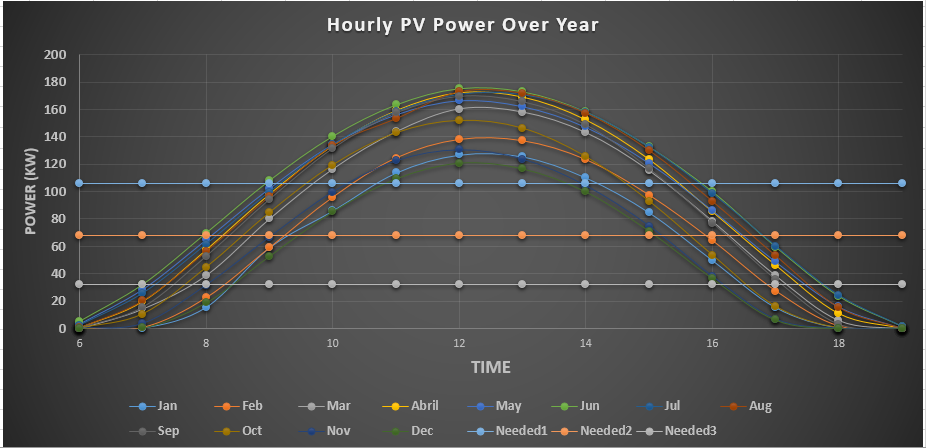 Hourly PV Power Over Year
200
180
160
140
120
100
80
60
40
20
0
POWER (KW)
6 8 10 12 14 16 18
TIME
Jan Feb Mar Abril May Jun Jul Aug
Sep Oct Nov Dec Needed1 Needed2 Needed3